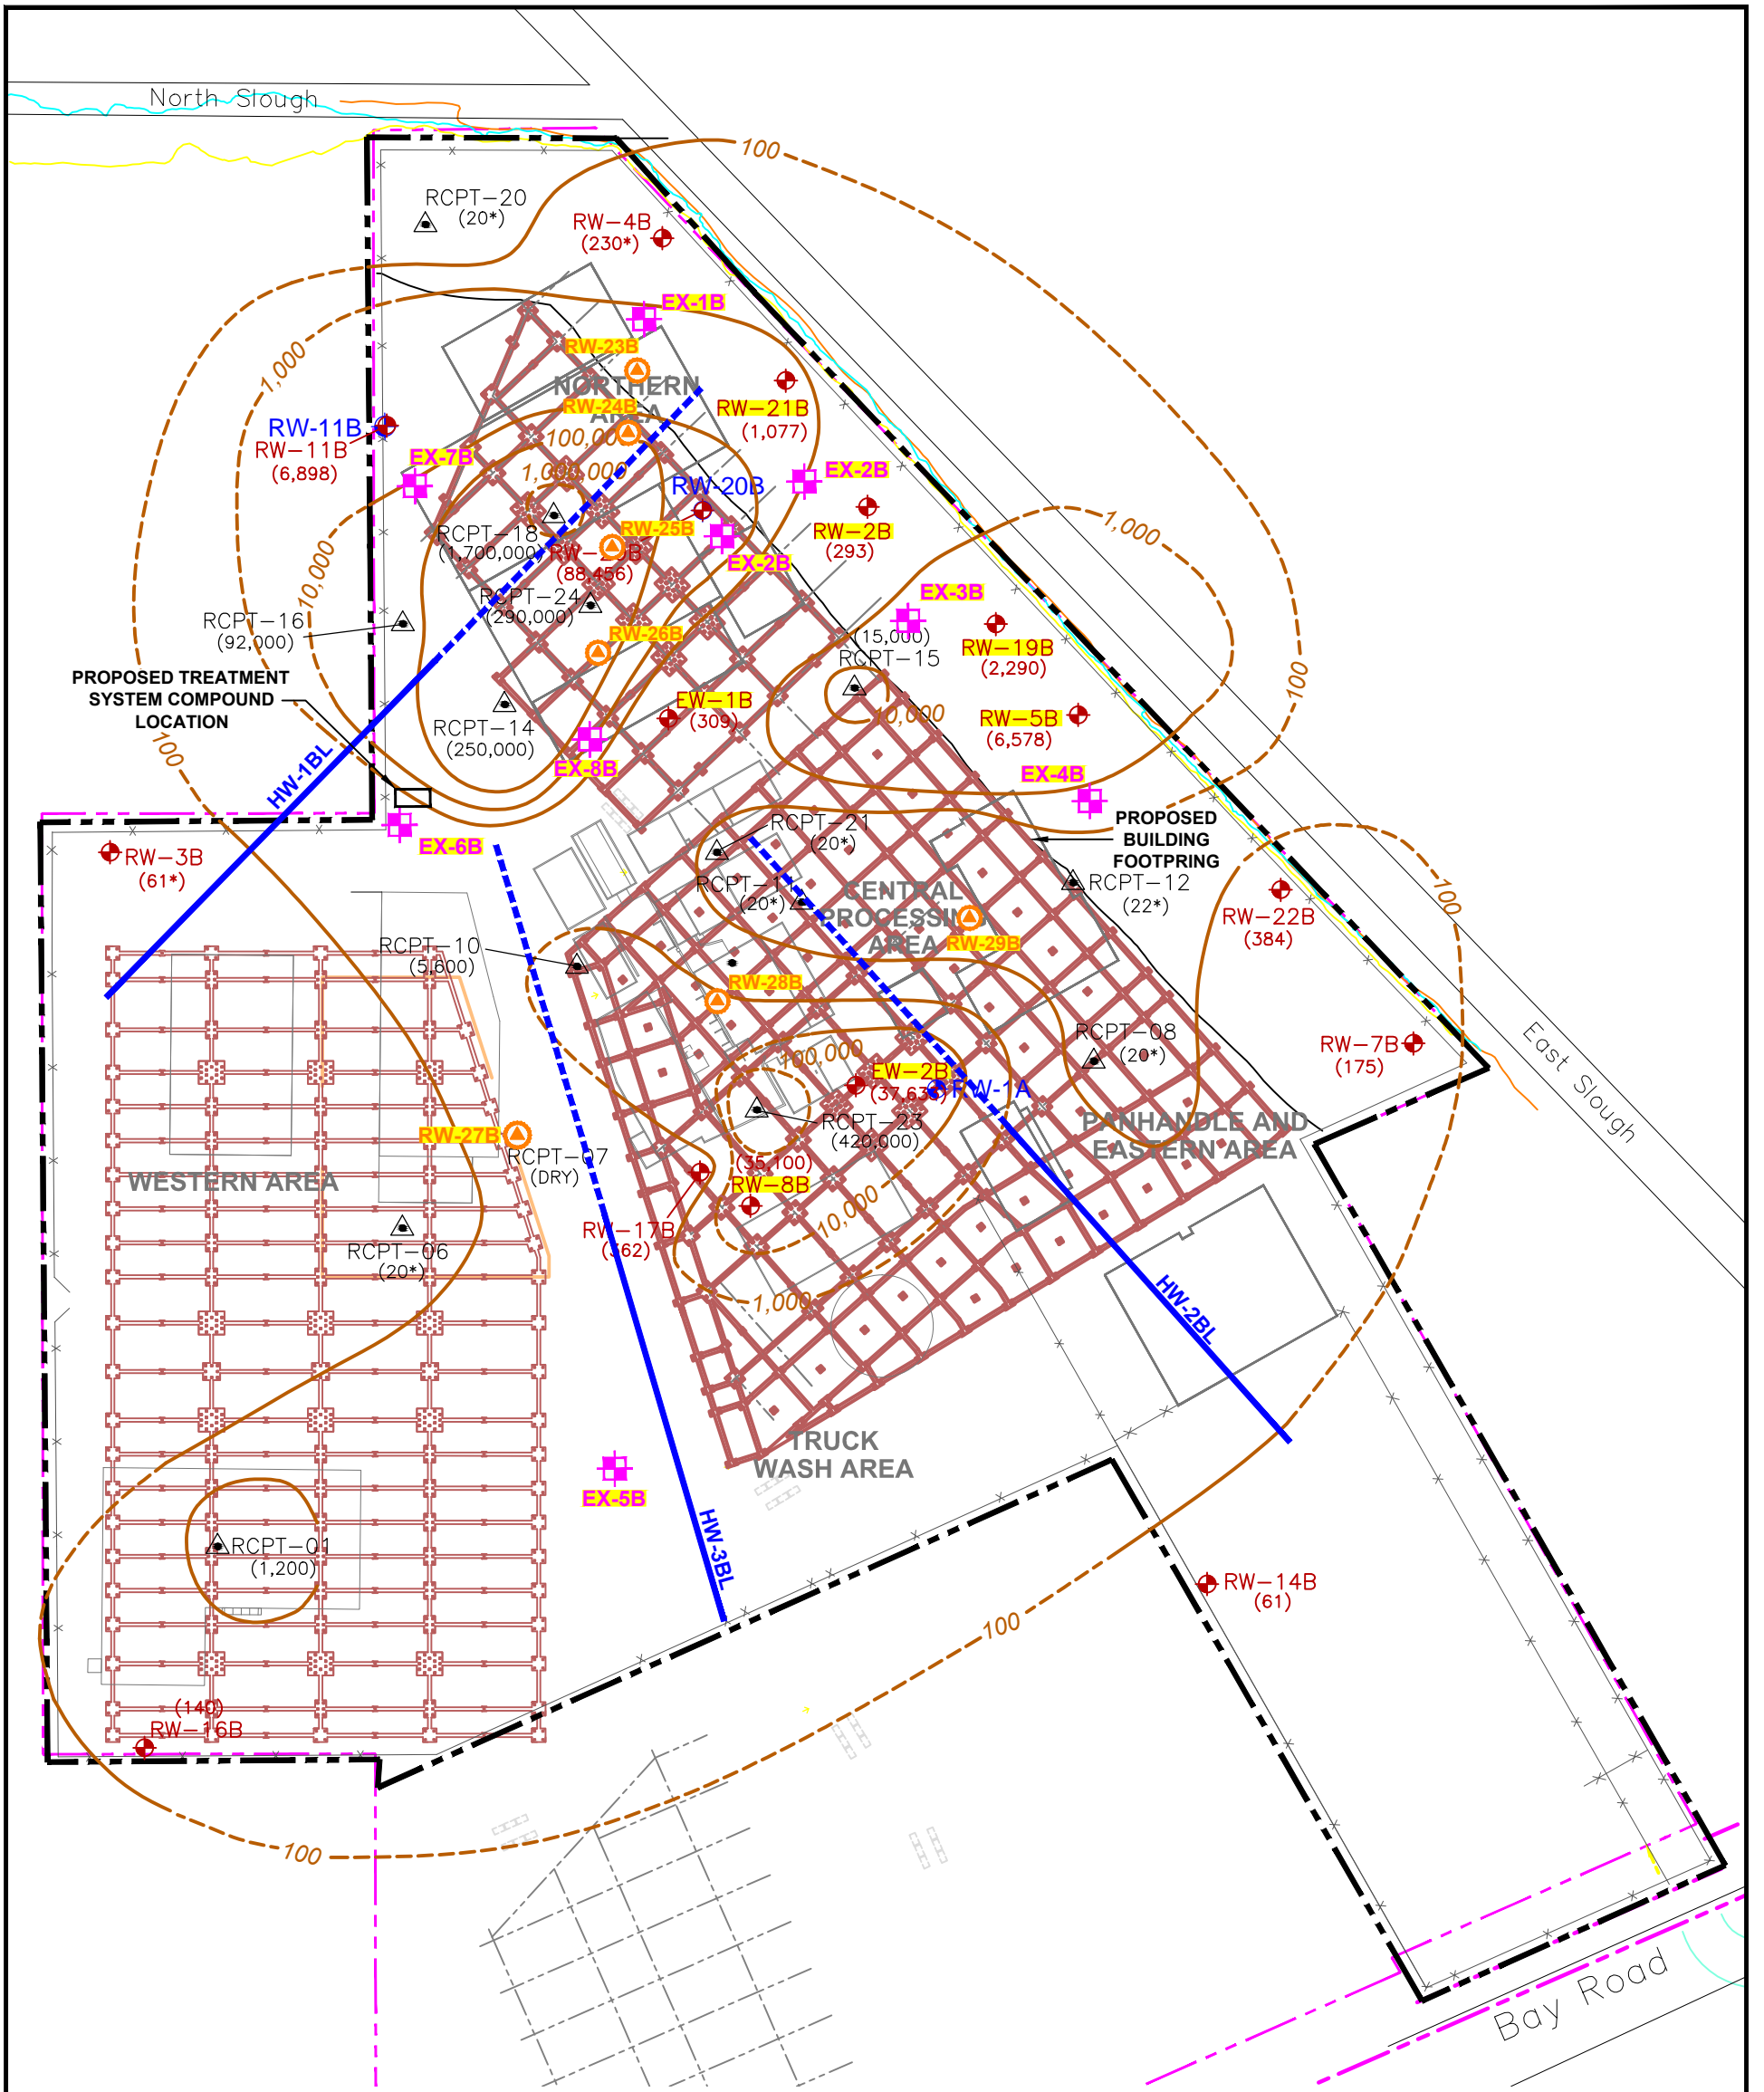 North Slough
100
RCPT-20
(20*)
RW-4B
(230*)
EX-1B
RW-23B
1,000
NORTHERN
AREA
RW-24B
RW-21B
(1,077)
RW-11B
RW-11B
(6,898)
EX-7B
EX-2B
1,000,000
RW-20B
RCPT-18
(1,700,000)
RW-25B
(88,456)
RW-2B
(293)
EX-2B
1,000
10,000
RCPT-24
(290,000)
EX-3B
RCPT-16
(92,000)
RW-26B
(15,000)
RCPT-15
RW-19B
(2,290)
100
PROPOSED TREATMENT
SYSTEM COMPOUND
LOCATION
RCPT-14
(250,000)
EW-1B
(309)
10,000
RW-5B
(6,578)
100
HW-1BL
EX-8B
EX-4B
EX-6B
RCPT-21
(20*)
PROPOSED
BUILDING
FOOTPRING
RW-3B
(61*)
(20*)
CENTRAL
PROCESSING
AREA
RCPT-12
(22*)
100
RW-22B
(384)
RCPT-10
(5,600)
RW-29B
RW-28B
100,000
RCPT-08
(20*)
RW-7B
(175)
East Slough
EW-2B
RW-1A
RCPT-23
(420,000)
PANHANDLE AND
EASTERN AREA
RW-27B
RCPT-07
(DRY)
WESTERN AREA
(35,100)
RW-8B
10,000
RCPT-06
(20*)
RW-17B
1,000
HW-2BL
TRUCK
WASH AREA
EX-5B
HW-3BL
RCPT-01
(1,200)
RW-14B
(61)
100
(140)
RW-16B
100
Bay Road